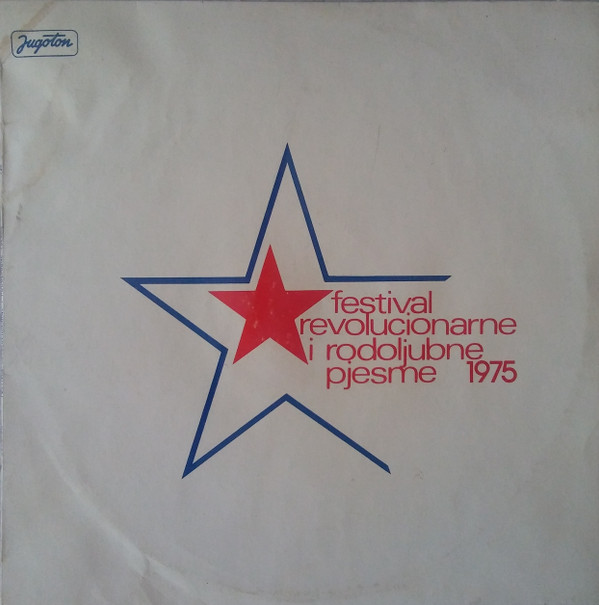 Jugoton
festival
revolucionarne
i rodoljubne
pjesme 1975